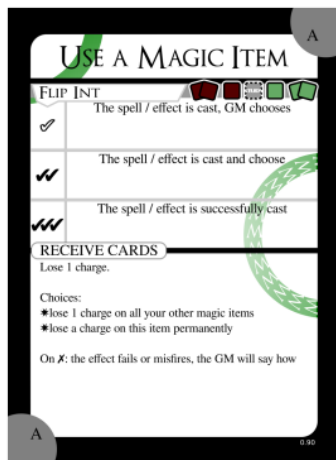 A
USE A MAGIC ITEM
FLIP INT
✓ The spell / effect is cast, GM chooses
✓✓ The spell / effect is cast and choose
✓✓✓ The spell / effect is successfully cast
RECEIVE CARDS
Lose 1 charge.
Choices:
✷lose 1 charge on all your other magic items
✷lose a charge on this item permanently
On ✗: the effect fails or misfires, the GM will say how
A
0.90